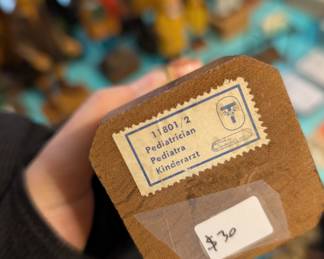 11801/2
Pediatrician
Pediatra
Kinderarzt
$30